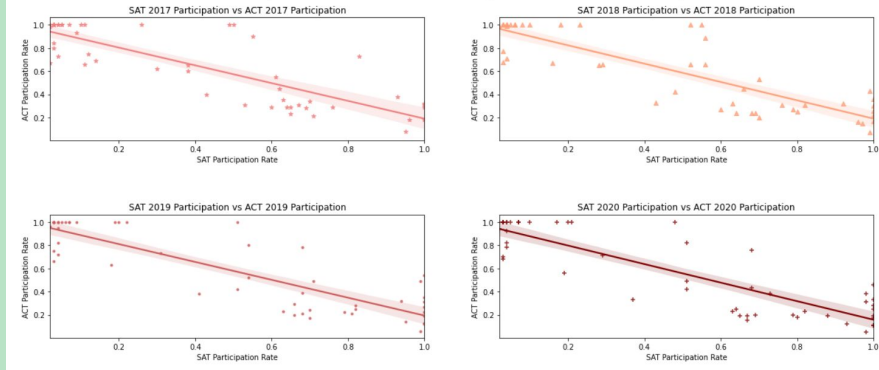 SAT 2017 Participation vs ACT 2017 Participation
1.0
0.8
0.6
0.4
0.2
ACT Participation Rate
0.2 0.4 0.6 0.8 1.0
SAT Participation Rate
SAT 2018 Participation vs ACT 2018 Participation
1.0
0.8
0.6
0.4
0.2
ACT Participation Rate
0.2 0.4 0.6 0.8 1.0
SAT Participation Rate
SAT 2019 Participation vs ACT 2019 Participation
1.0
0.8
0.6
0.4
0.2
ACT Participation Rate
0.2 0.4 0.6 0.8 1.0
SAT Participation Rate
SAT 2020 Participation vs ACT 2020 Participation
1.0
0.8
0.6
0.4
0.2
ACT Participation Rate
0.2 0.4 0.6 0.8 1.0
SAT Participation Rate